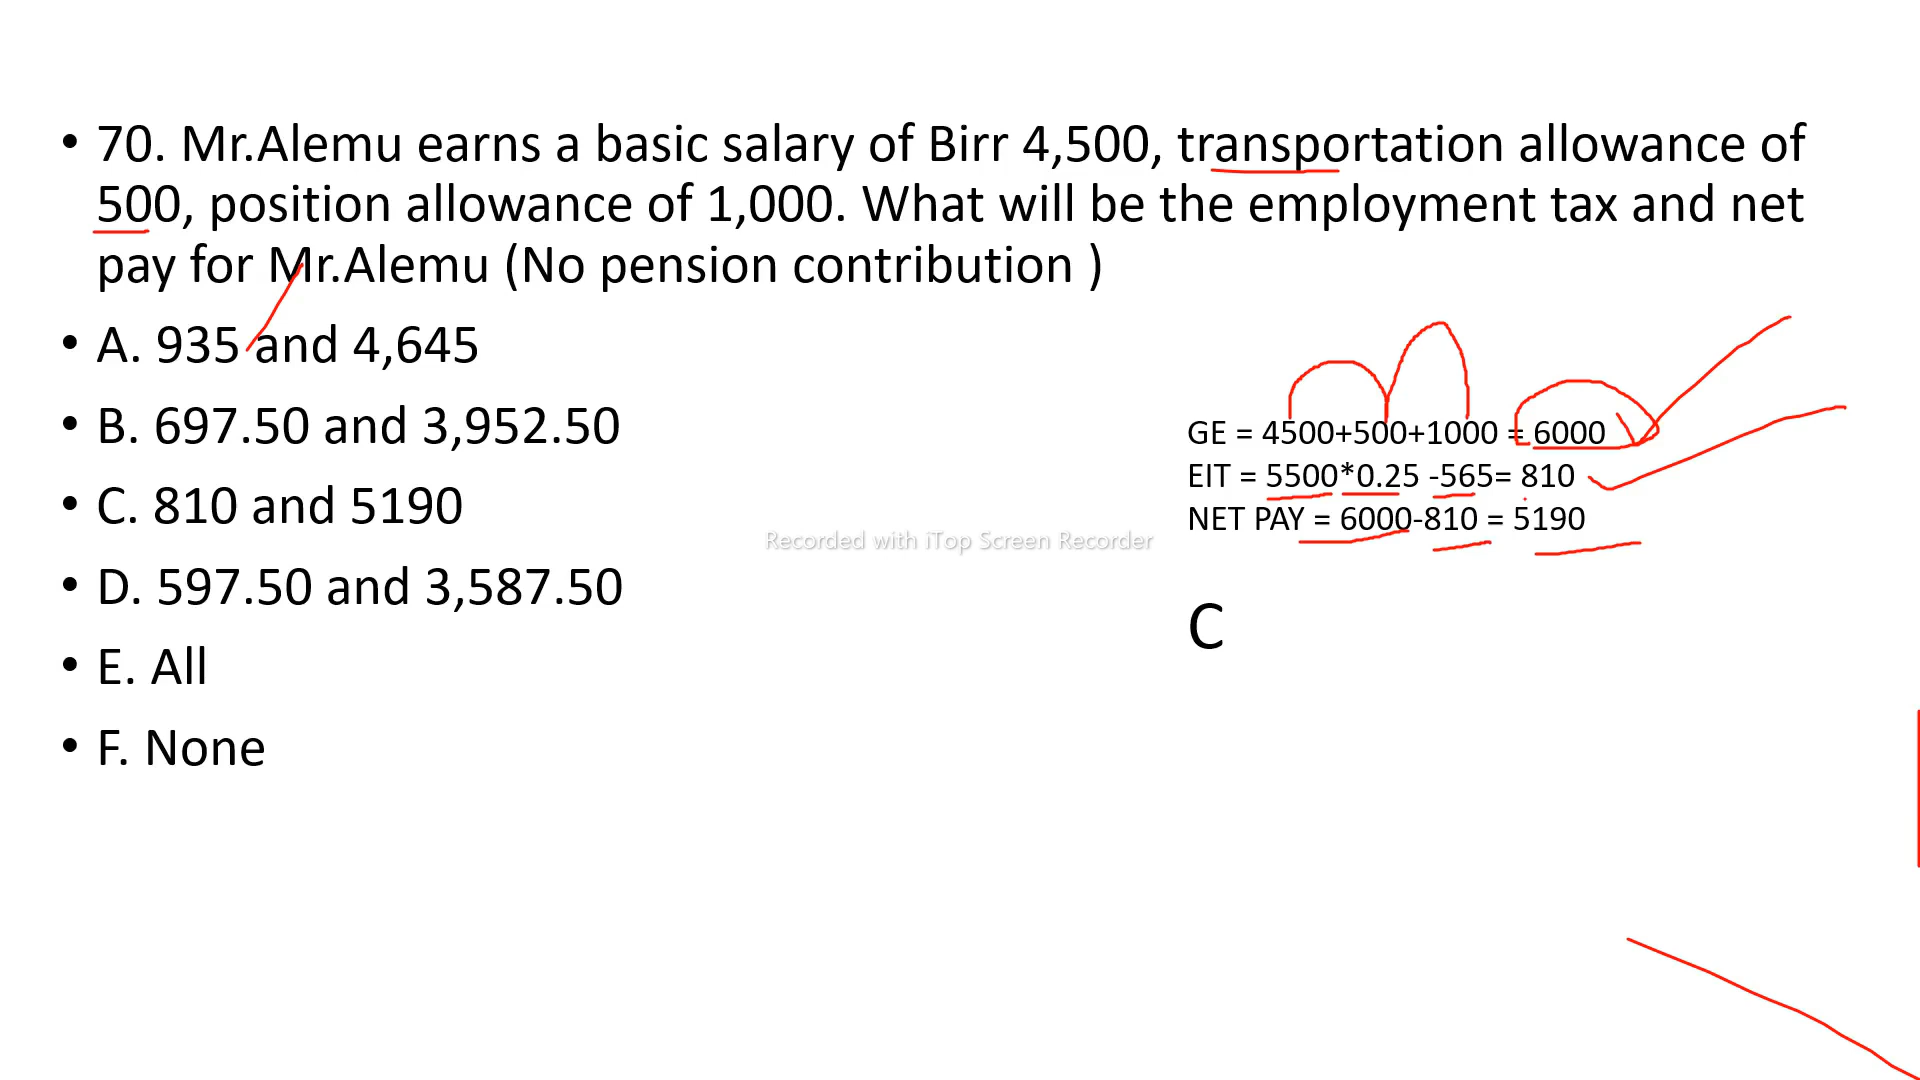 • 70. Mr.Alemu earns a basic salary of Birr 4,500, transportation allowance of
500, position allowance of 1,000. What will be the employment tax and net
pay for Mr.Alemu (No pension contribution )
• A. 935 and 4,645
• B. 697.50 and 3,952.50
• C. 810 and 5190
• D. 597.50 and 3,587.50
• E. All
• F. None
GE = 4500+500+1000 = 6000
EIT = 5500*0.25 -565= 810
NET PAY = 6000-810 = 5190
C
Recorded with iTop Screen Recorder